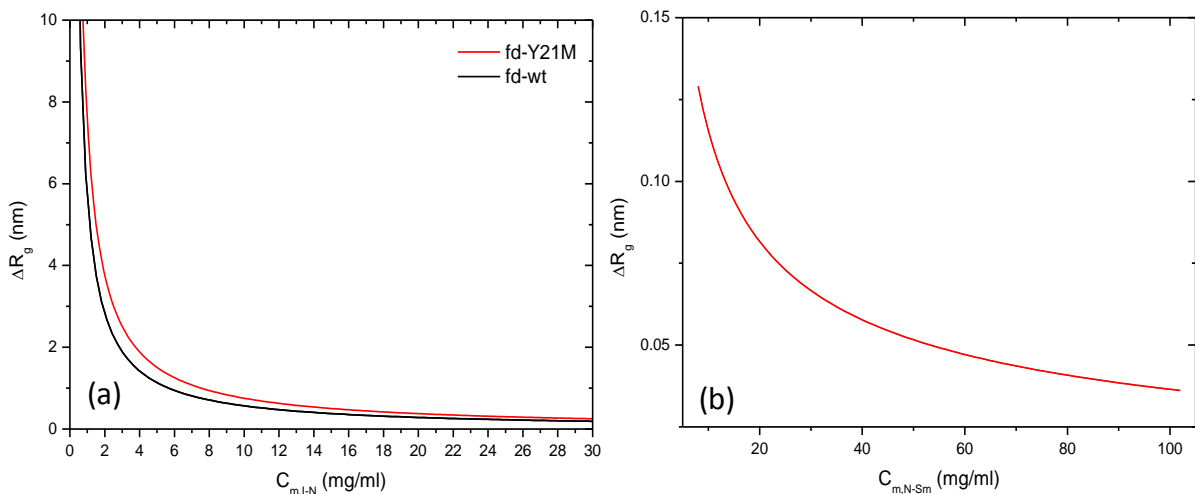 10
8
6
4
2
0
ΔR_g (nm)
fd-Y21M
fd-wt
(a)
0 2 4 6 8 10 12 14 16 18 20 22 24 26 28 30
C_m,I-N (mg/ml)
0.15
0.10
0.05
ΔR_g (nm)
(b)
20 40 60 80 100
C_m,N-Sm (mg/ml)